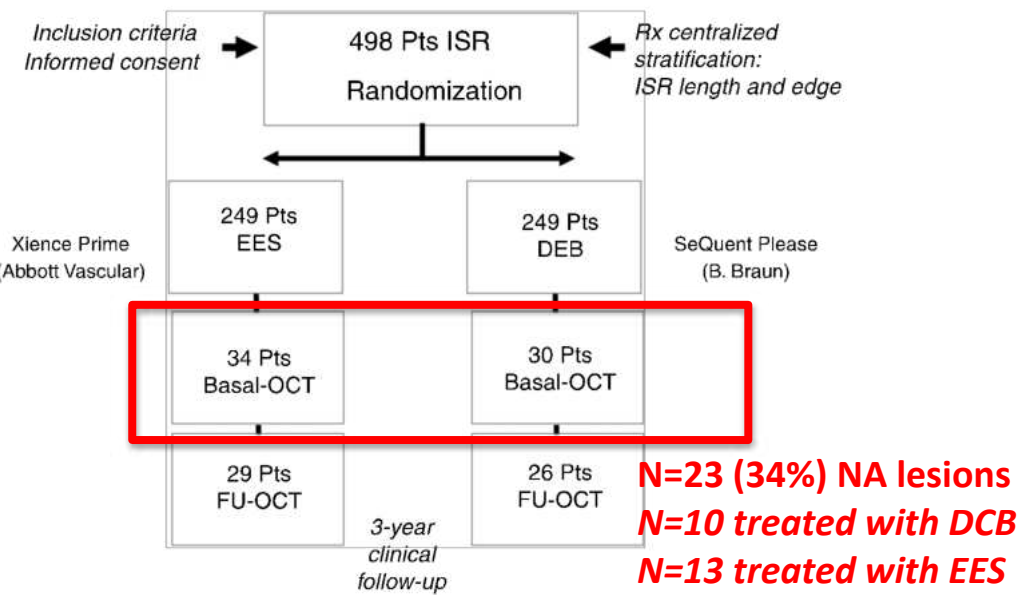 Inclusion criteria
Informed consent
498 Pts ISR
Randomization
Rx centralized
stratification:
ISR length and edge
Xience Prime
(Abbott Vascular)
249 Pts
EES
249 Pts
DEB
SeQuent Please
(B. Braun)
34 Pts
Basal-OCT
30 Pts
Basal-OCT
29 Pts
FU-OCT
26 Pts
FU-OCT
3-year
clinical
follow-up
N=23 (34%) NA lesions
N=10 treated with DCB
N=13 treated with EES